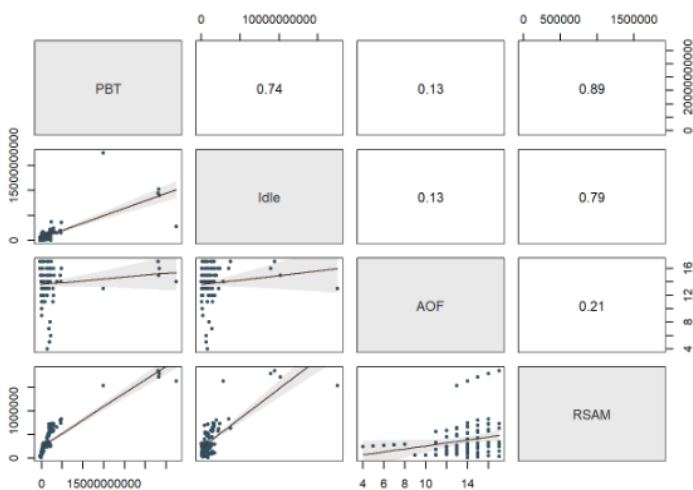 0 10000000000 0 500000 1500000
PBT 0.74 0.13 0.89
0 20000000000
0 15000000000
Idle 0.13 0.79
AOF 0.21
4 8 12 16
0 1000000
RSAM
0 15000000000 4 6 8 10 14